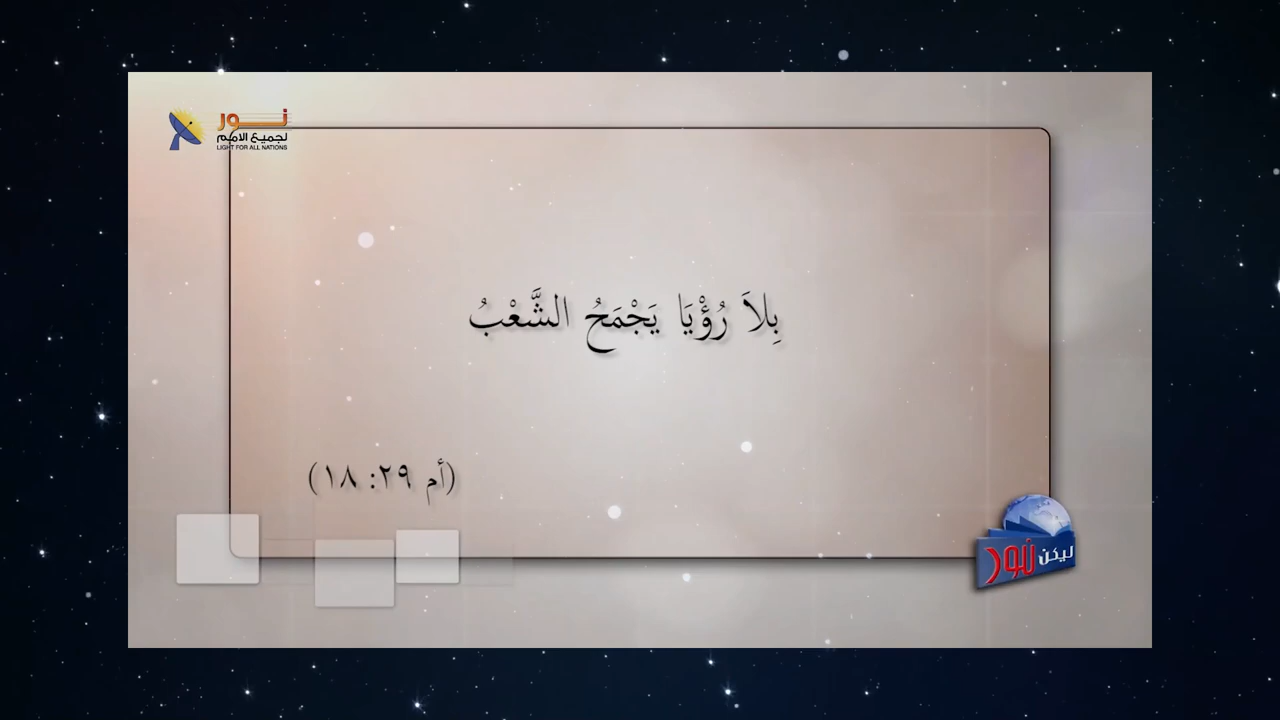 نور
لجميع الامم
LIGHT FOR ALL NATIONS
بِلاَ رُؤْيَا يَجْمَحُ الشَّعْبُ
(أم ٢٩: ١٨)
ليكن نور